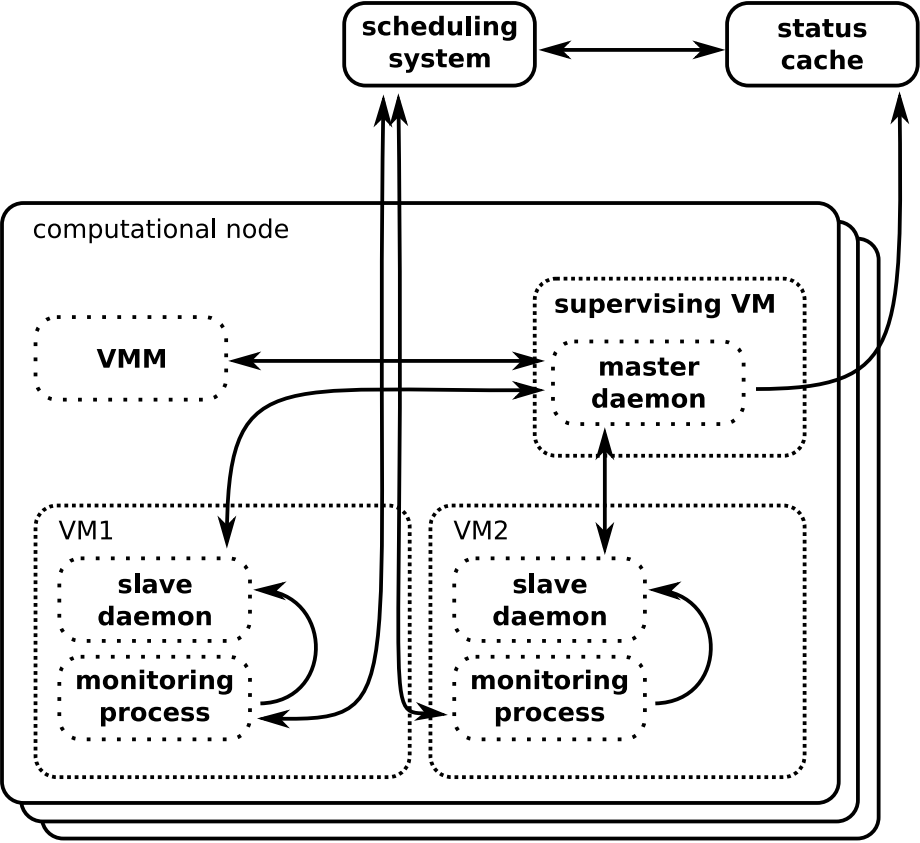 scheduling
system
status
cache
computational node
supervising VM
VMM
master
daemon
VM1
slave
daemon
monitoring
process
VM2
slave
daemon
monitoring
process